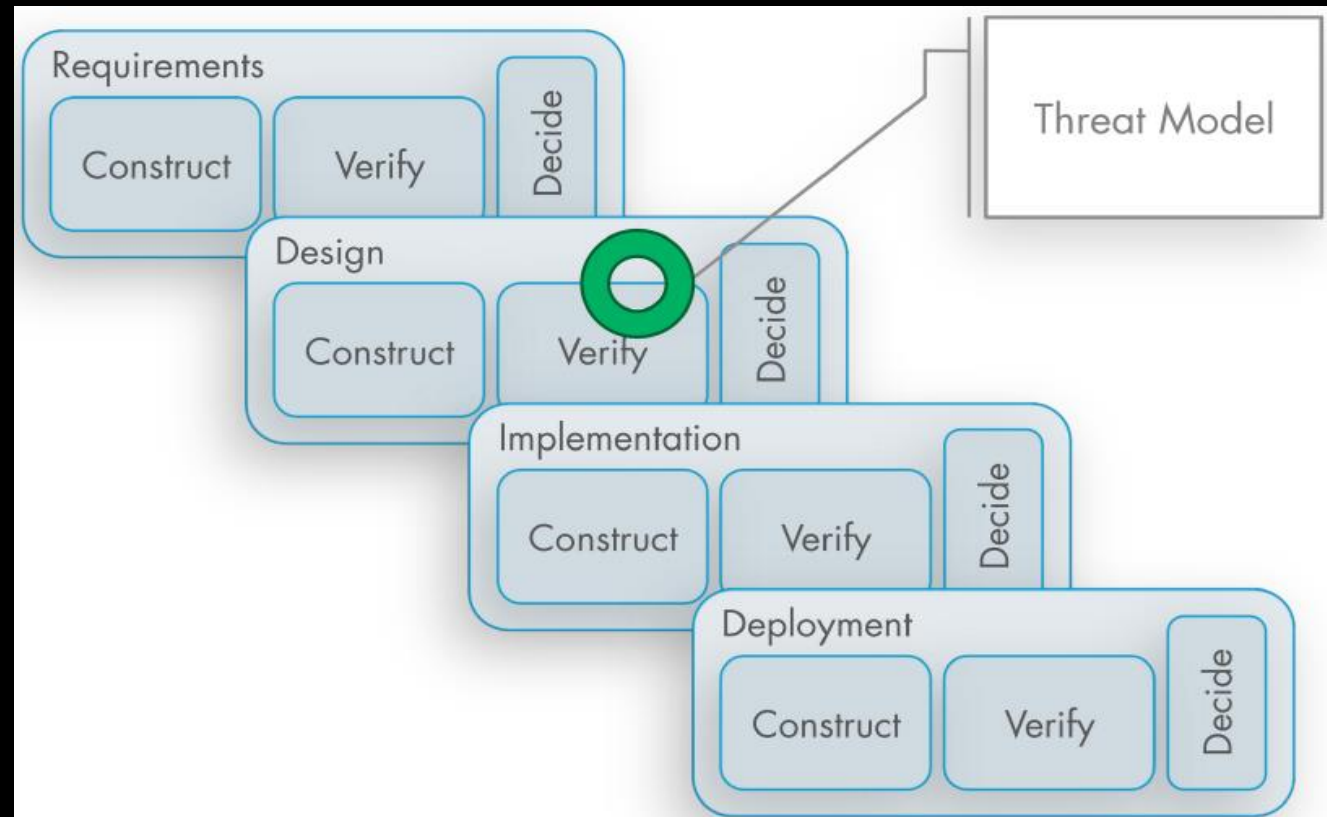 Requirements
Construct
Verify
Decide
Threat Model
Design
Construct
Verify
Decide
Implementation
Construct
Verify
Decide
Deployment
Construct
Verify
Decide